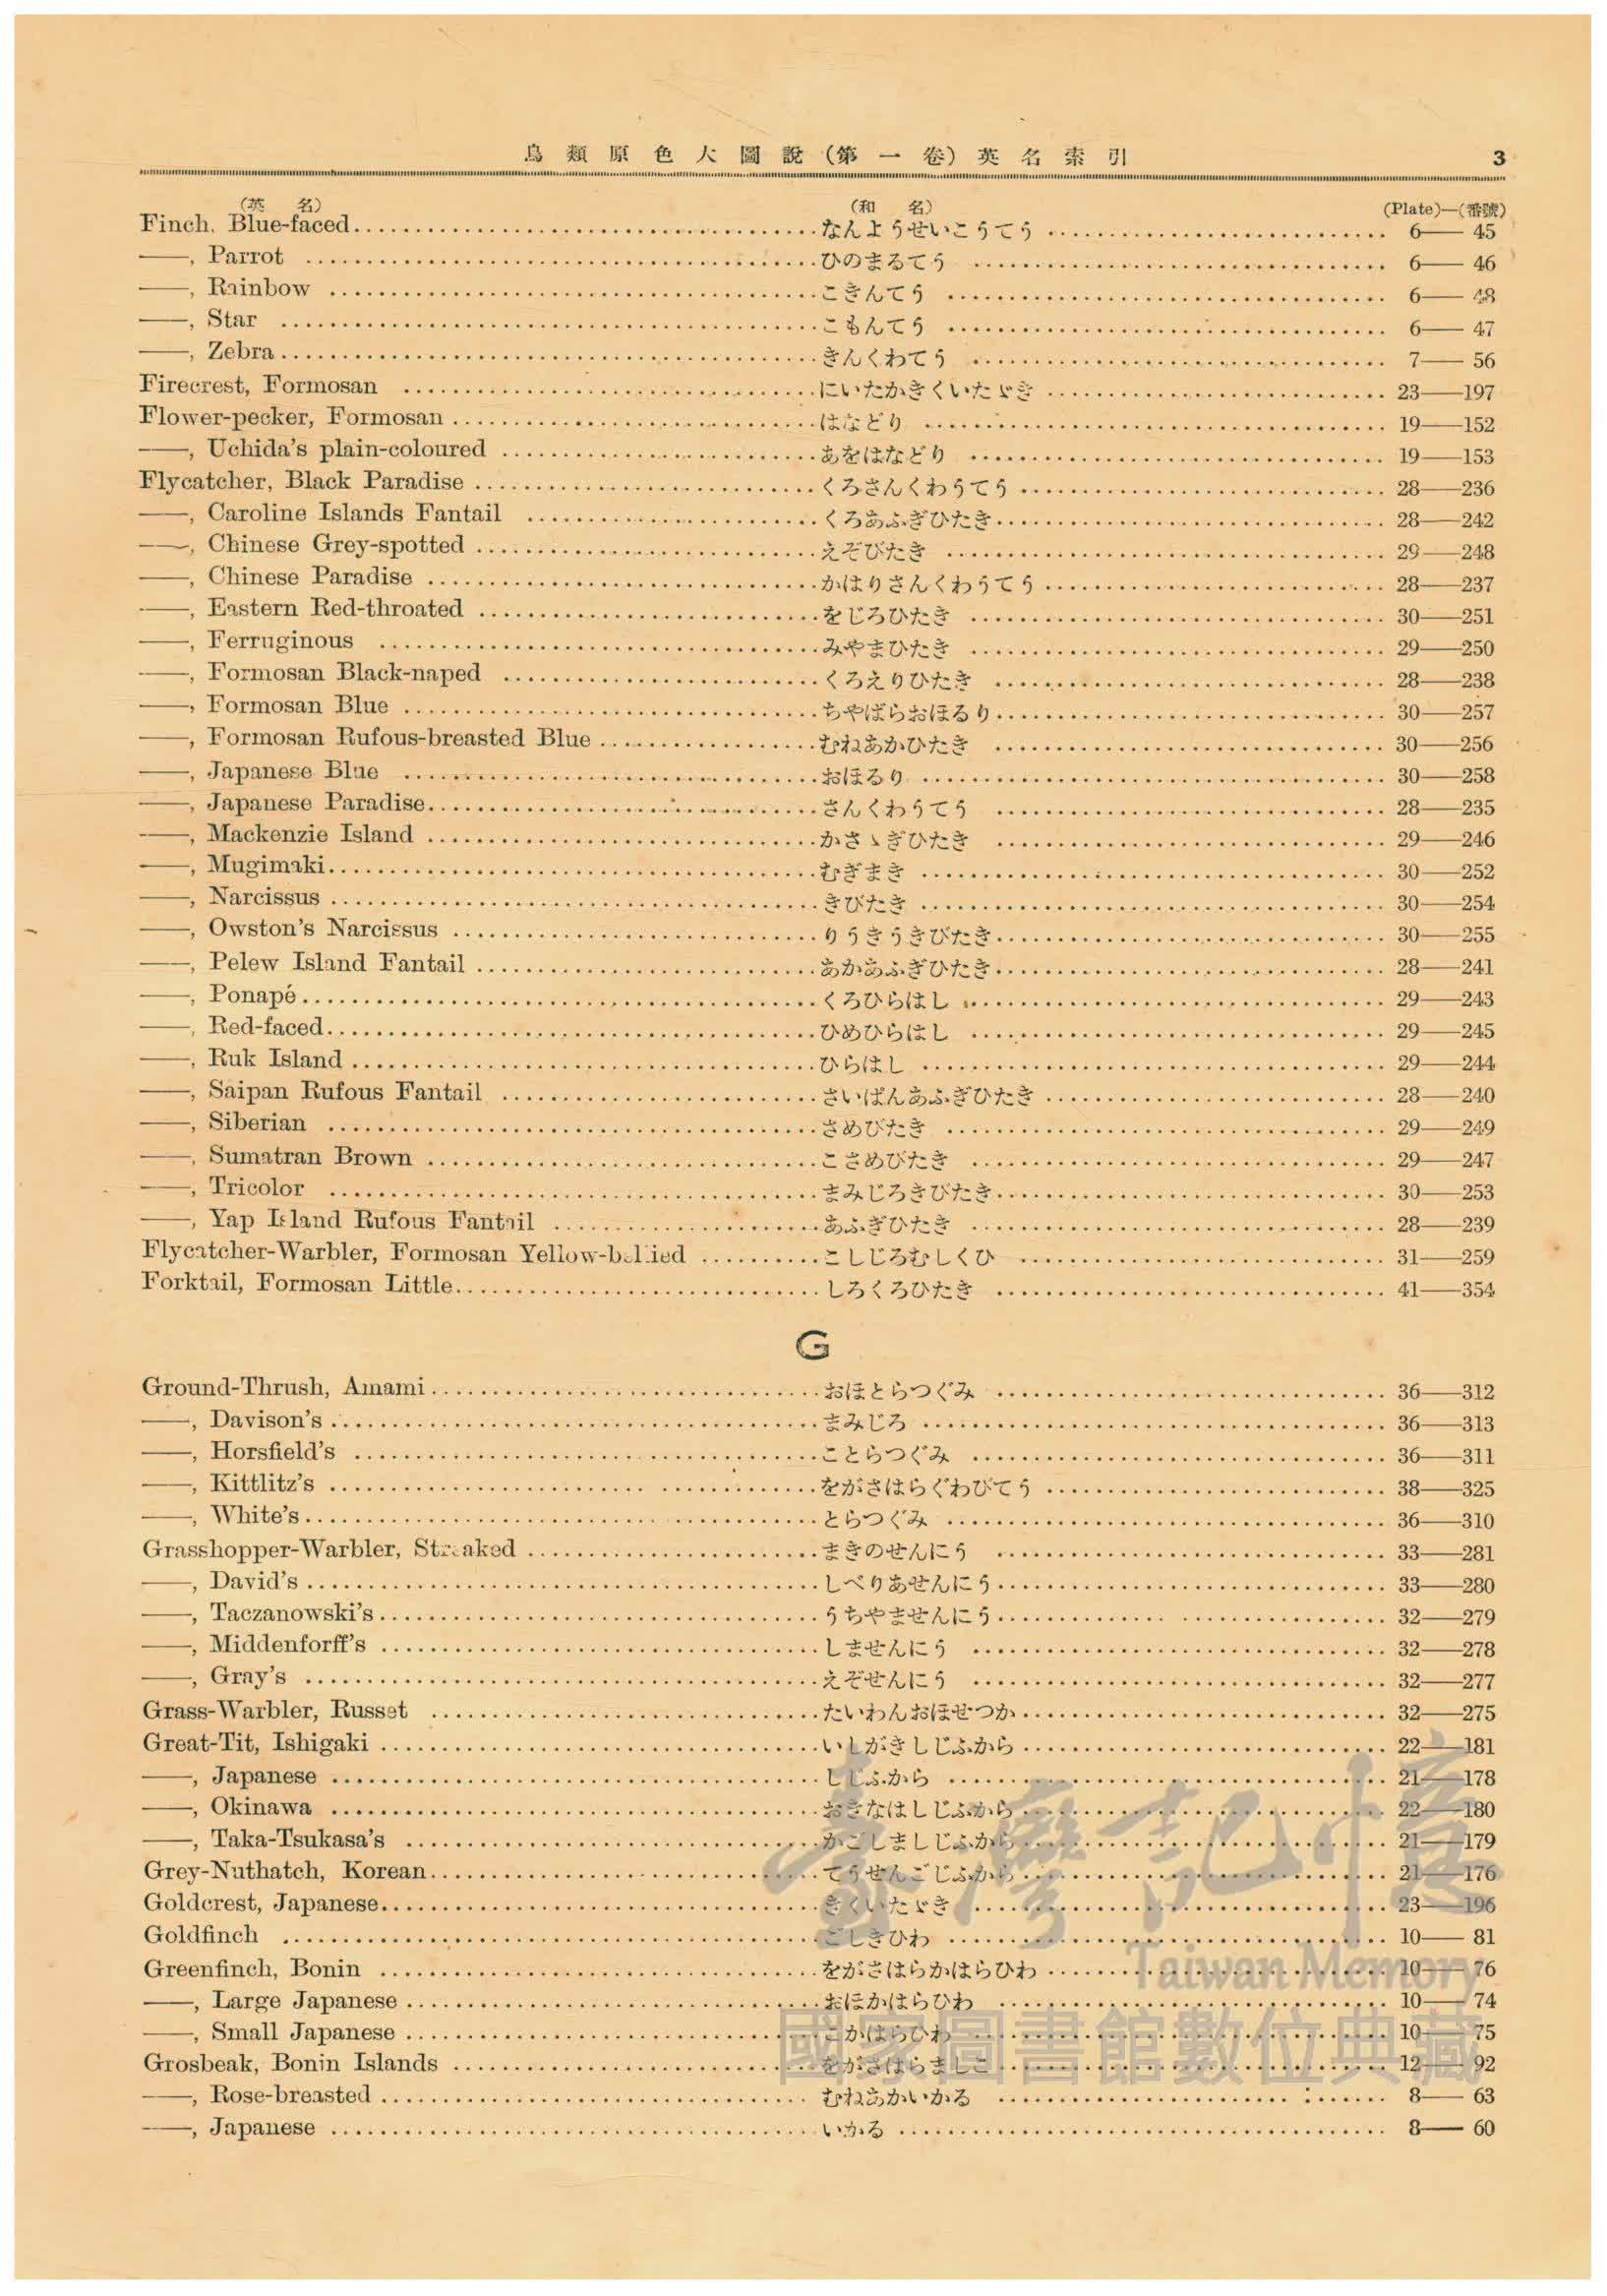 鳥類原色大圖說(第一卷)英名索引 3
(英 名) (和 名) (Plate)—(番號)
Finch, Blue-faced なんようせいこうてう 6—45
——, Parrot ひのまるてう 6—46
——, Rainbow こきんてう 6—48
——, Star こもんてう 6—47
——, Zebra きんくわてう 7—56
Firecrest, Formosan にいたかきくいたゞき 23—197
Flower-pecker, Formosan はなどり 19—152
——, Uchida's plain-coloured あをはなどり 19—153
Flycatcher, Black Paradise くろさんくわうてう 28—236
——, Caroline Islands Fantail くろあふぎひたき 28—242
——, Chinese Grey-spotted えぞびたき 29—248
——, Chinese Paradise かはりさんくわうてう 28—237
——, Eastern Red-throated をじろひたき 30—251
——, Ferruginous みやまひたき 29—250
——, Formosan Black-naped くろえりひたき 28—238
——, Formosan Blue ちやばらおほるり 30—257
——, Formosan Rufous-breasted Blue むねあかひたき 30—256
——, Japanese Blue おほるり 30—258
——, Japanese Paradise さんくわうてう 28—235
——, Mackenzie Island かさゝぎひたき 29—246
——, Mugimaki むぎまき 30—252
——, Narcissus きびたき 30—254
——, Owston's Narcissus りうきうきびたき 30—255
——, Pelew Island Fantail あかあふぎひたき 28—241
——, Ponapé くろひらはし 29—243
——, Red-faced ひめひらはし 29—245
——, Ruk Island ひらはし 29—244
——, Saipan Rufous Fantail さいぱんあふぎひたき 28—240
——, Siberian さめびたき 29—249
——, Sumatran Brown こさめびたき 29—247
——, Tricolor まみじろきびたき 30—253
——, Yap Island Rufous Fantail あふぎひたき 28—239
Flycatcher-Warbler, Formosan Yellow-bellied こしじろむしくひ 31—259
Forktail, Formosan Little しろくろひたき 41—354
G
Ground-Thrush, Amami おほとらつぐみ 36—312
——, Davison's まみじろ 36—313
——, Horsfield's ことらつぐみ 36—311
——, Kittlitz's をがさはらぐわびてう 38—325
——, White's とらつぐみ 36—310
Grasshopper-Warbler, Streaked まきのせんにう 33—281
——, David's しべりあせんにう 33—280
——, Taczanowski's うちやませんにう 32—279
——, Middenforff's しませんにう 32—278
——, Gray's えぞせんにう 32—277
Grass-Warbler, Russet たいわんおほせつか 32—275
Great-Tit, Ishigaki いしがきしじふから 22—181
——, Japanese しじふから 21—178
——, Okinawa おきなはしじふから 22—180
——, Taka-Tsukasa's かごしましじふから 21—179
Grey-Nuthatch, Korean てうせんごじふから 21—176
Goldcrest, Japanese きくいたゞき 23—196
Goldfinch ごしきひわ 10—81
Greenfinch, Bonin をがさはらかはらひわ 10—76
——, Large Japanese おほかはらひわ 10—74
——, Small Japanese こかはらひわ 10—75
Grosbeak, Bonin Islands をがさはらましこ 12—92
——, Rose-breasted むねあかいかる 8—63
——, Japanese いかる 8—60
臺灣記憶
Taiwan Memory
國家圖書館數位典藏